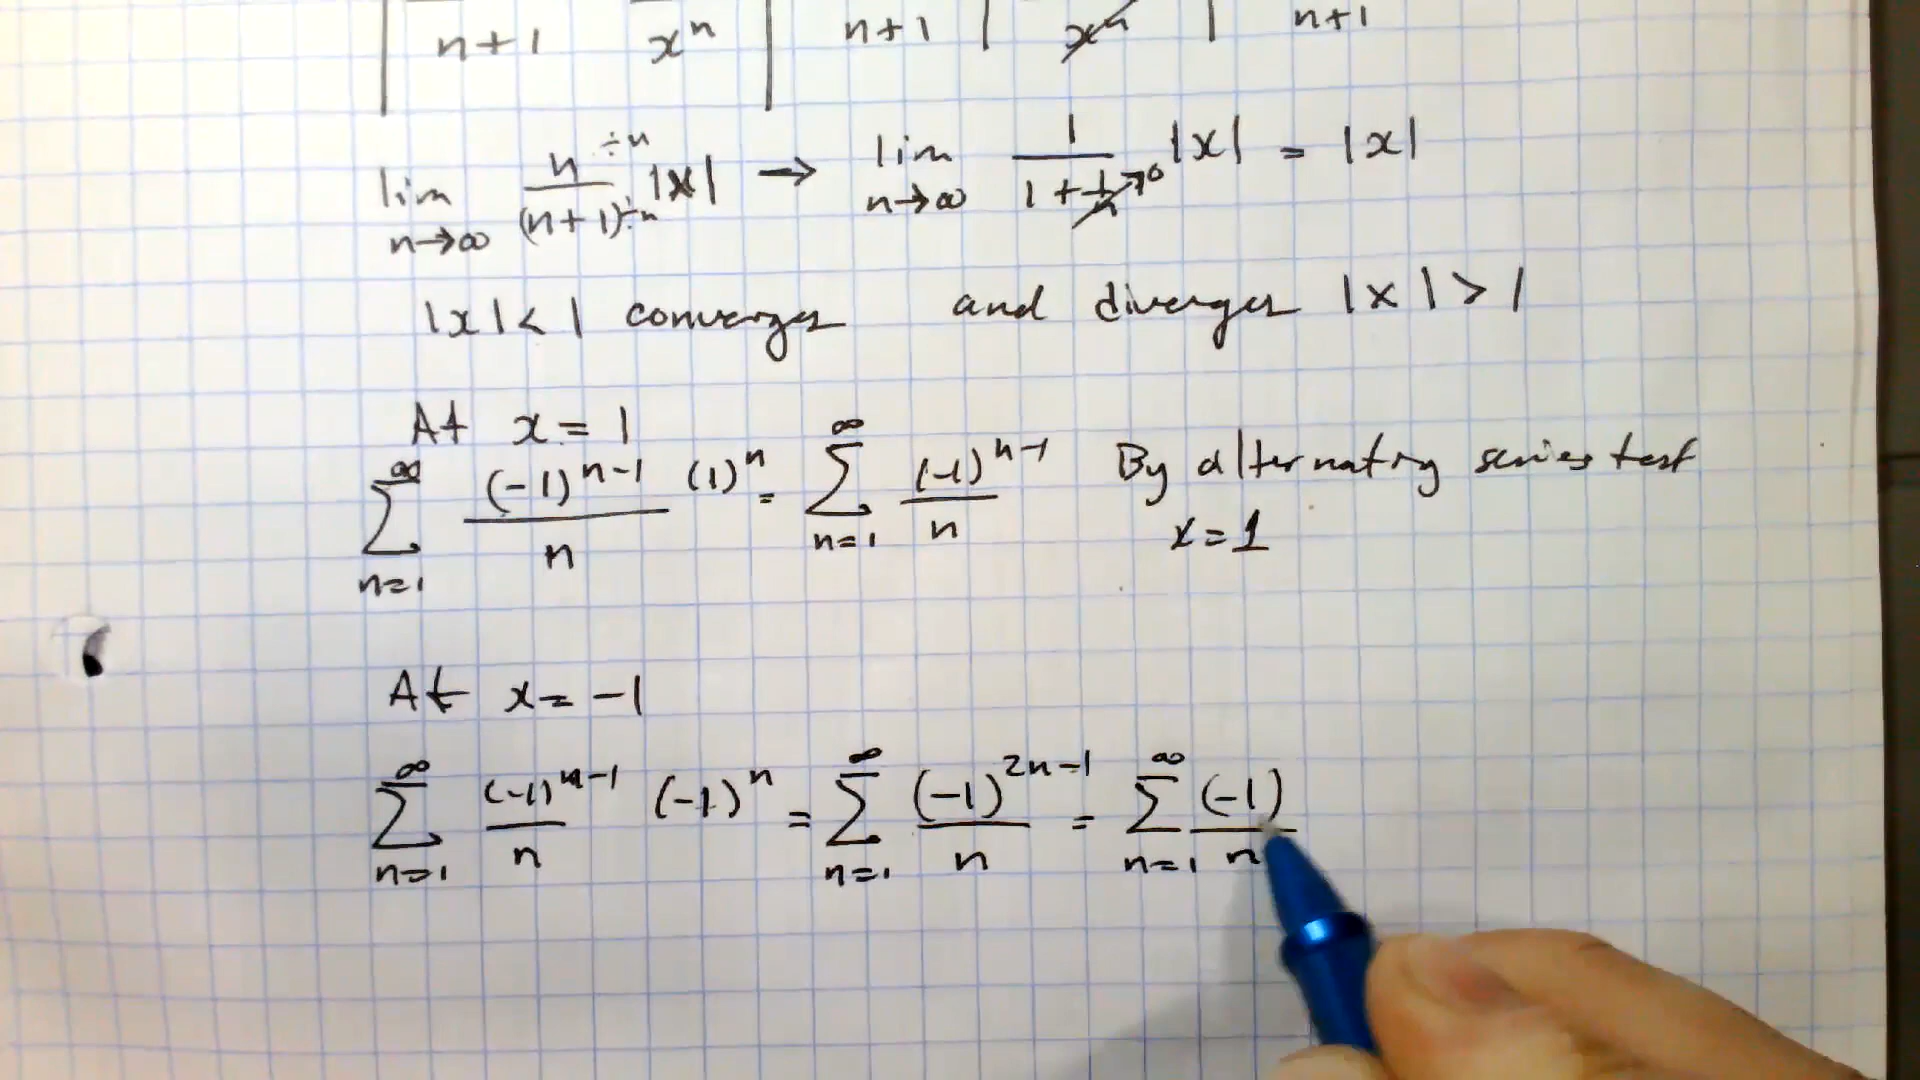 | n+1 x^n | n+1 | x^n | n+1
lim n→∞ n ÷n / (n+1) ÷n |x| → lim n→∞ 1 / (1 + 1/n →0) |x| = |x|
|x| < 1 converges and diverges |x| > 1
At x = 1
∞ Σ n=1 (-1)^{n-1} / n (1)^n = ∞ Σ n=1 (-1)^{n-1} / n By alternating series test
x = 1
At x = -1
∞ Σ n=1 (-1)^{n-1} / n (-1)^n = ∞ Σ n=1 (-1)^{2n-1} / n = ∞ Σ n=1 (-1) / n